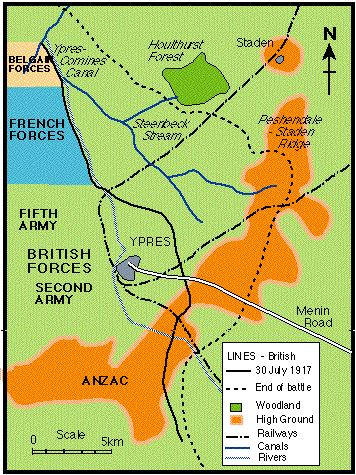 BELGAIN
FORCES
Ypres-
Comines
Canal
Houlthurst
Forest
Staden
N
FRENCH
FORCES
Steenbeck
Stream
Peshendale
- Staden
Ridge
FIFTH
ARMY
BRITISH
FORCES
YPRES
SECOND
ARMY
Menin
Road
ANZAC
LINES - British
30 July 1917
End of battle
Woodland
High Ground
Railways
Canals
Rivers
Scale
0 5km